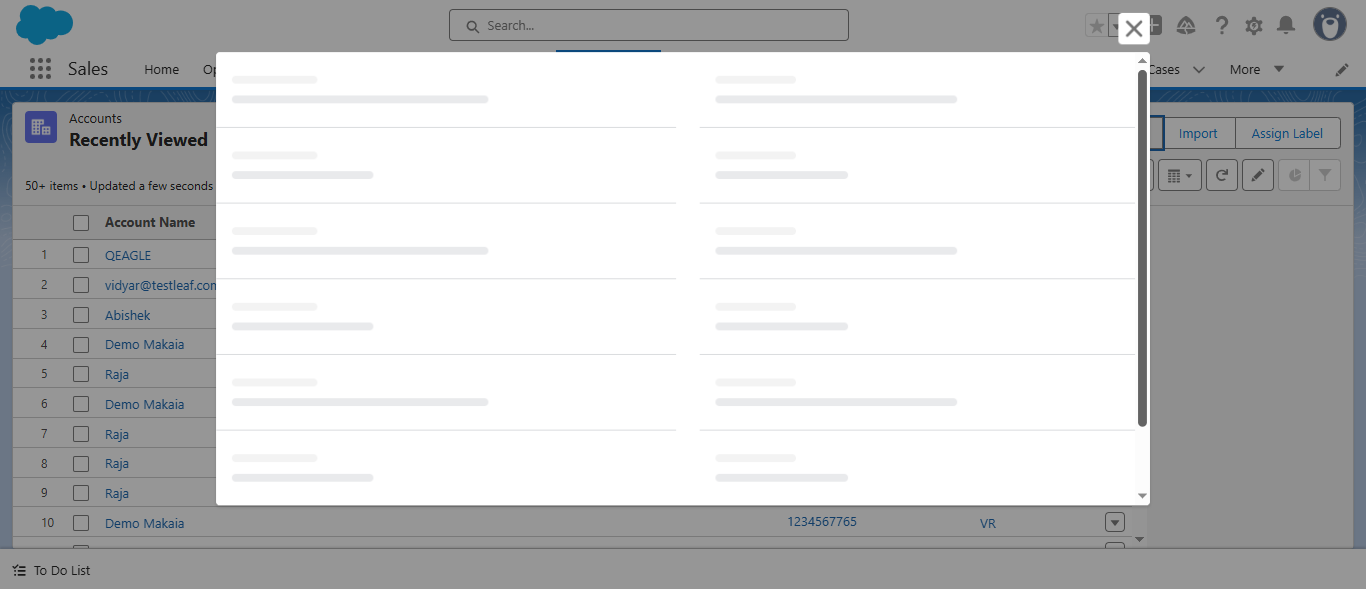 Search...
Sales
Home
Op
Cases
More
Accounts
Recently Viewed
Import
Assign Label
50+ items • Updated a few seconds
Account Name
1 QEAGLE
2 vidyar@testleaf.com
3 Abishek
4 Demo Makaia
5 Raja
6 Demo Makaia
7 Raja
8 Raja
9 Raja
10 Demo Makaia 1234567765 VR
To Do List